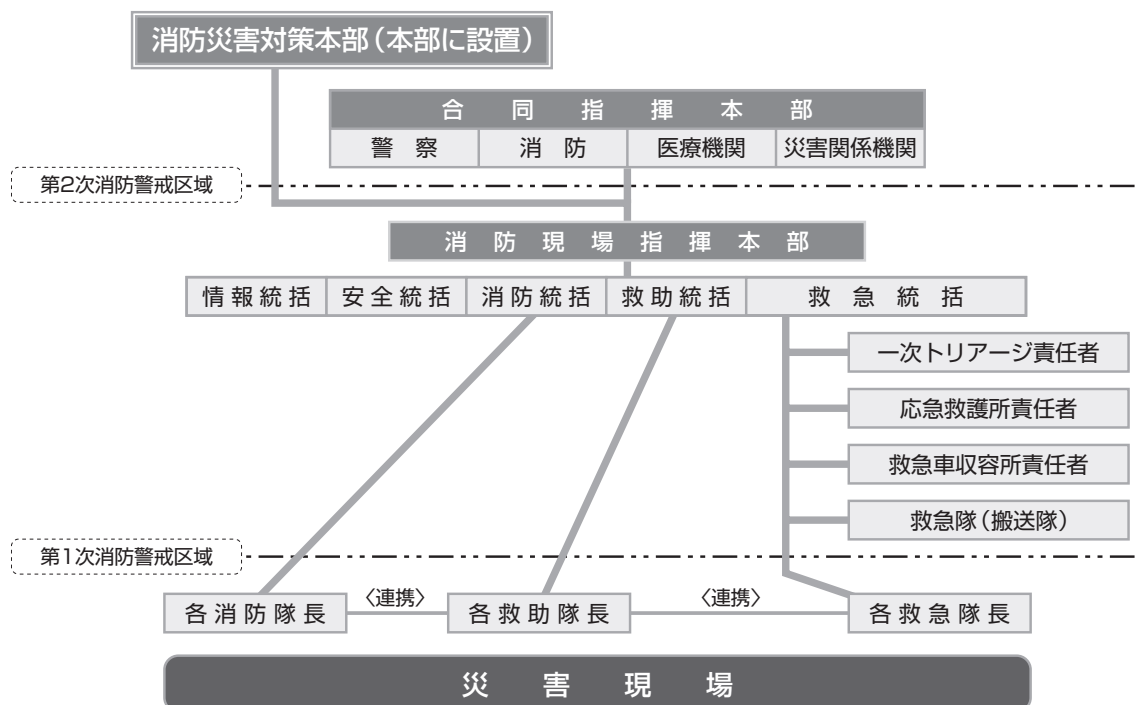 消防災害対策本部（本部に設置）
合同指揮本部
警察 消防 医療機関 災害関係機関
第2次消防警戒区域
消防現場指揮本部
情報統括 安全統括 消防統括 救助統括 救急統括
一次トリアージ責任者
応急救護所責任者
救急車収容所責任者
救急隊（搬送隊）
第1次消防警戒区域
各消防隊長 〈連携〉 各救助隊長 〈連携〉 各救急隊長
災害現場